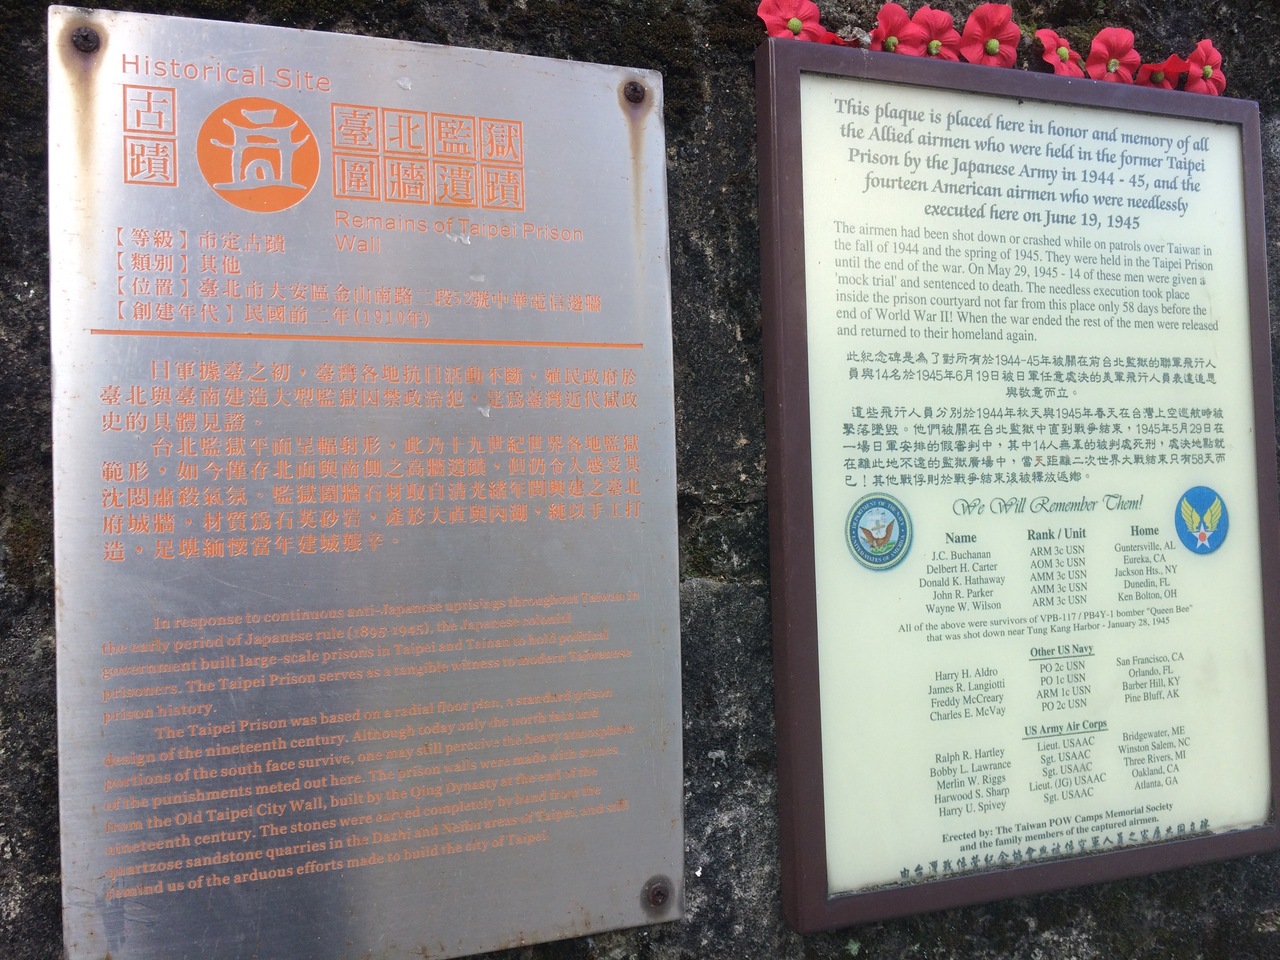 Historical Site
古蹟
臺北監獄
圍牆遺蹟
Remains of Taipei Prison
Wall
【等級】市定古蹟
【類別】其他
【位置】臺北市大安區金山南路二段52號中華電信邊牆
【創建年代】民國前二年(1910年)
日軍據臺之初，臺灣各地抗日活動不斷，殖民政府於
臺北與臺南建造大型監獄囚禁政治犯，是為臺灣近代獄政
史的具體見證。
台北監獄平面呈輻射形，此乃十九世紀世界各地監獄
範形，如今僅存北面與南側之高牆遺蹟，但仍令人感受其
沈悶肅殺氣氛。監獄圍牆石材取自清光緒年間興建之臺北
府城牆，材質為石英砂岩，產於大直與內湖，純以手工打
造，足堪緬懷當年建城艱辛。
In response to continuous anti-Japanese uprisings throughout Taiwan in
the early period of Japanese rule (1895-1945), the Japanese colonial
government built large-scale prisons in Taipei and Tainan to hold political
prisoners. The Taipei Prison serves as a tangible witness to modern Taiwanese
prison history.
The Taipei Prison was based on a radial floor plan, a standard prison
design of the nineteenth century. Although today only the north face and
portions of the south face survive, one may still perceive the heavy atmosphere
of the punishments meted out here. The prison walls were made with stones
from the Old Taipei City Wall, built by the Qing Dynasty at the end of the
nineteenth century. The stones were carved completely by hand from the
quartzose sandstone quarries in the Dazhi and Neihu areas of Taipei, and still
remind us of the arduous efforts made to build the city of Taipei
This plaque is placed here in honor and memory of all
the Allied airmen who were held in the former Taipei
Prison by the Japanese Army in 1944 - 45, and the
fourteen American airmen who were needlessly
executed here on June 19, 1945
The airmen had been shot down or crashed while on patrols over Taiwan in
the fall of 1944 and the spring of 1945. They were held in the Taipei Prison
until the end of the war. On May 29, 1945 - 14 of these men were given a
'mock trial' and sentenced to death. The needless execution took place
inside the prison courtyard not far from this place only 58 days before the
end of World War II! When the war ended the rest of the men were released
and returned to their homeland again.
此紀念碑是為了對所有於1944-45年被關在前台北監獄的聯軍飛行人
員與14名於1945年6月19被日軍任意處決的美軍飛行人員表達追思
與敬意而立。
這些飛行人員分別於1944年秋天與1945年春天在台灣上空巡航時被
擊落墜毀。他們被關在台北監獄中直到戰爭結束，1945年5月29日在
一場日軍安排的假審判中，其中14人無辜的被判處死刑，處決地點就
在離此地不遠的監獄廣場中，當天距離二次世界大戰結束只有58天而
已！其他戰俘則於戰爭結束後被釋放返鄉。
We Will Remember Them!
Name Rank / Unit Home
J.C. Buchanan ARM 3c USN Guntersville, AL
Delbert H. Carter AOM 3c USN Eureka, CA
Donald K. Hathaway AMM 3c USN Jackson Hts., NY
John R. Parker AMM 3c USN Dunedin, FL
Wayne W. Wilson ARM 3c USN Ken Bolton, OH
All of the above were survivors of VPB-117 / PB4Y-1 bomber "Queen Bee"
that was shot down near Tung Kang Harbor - January 28, 1945
Other US Navy
Harry H. Aldro PO 2c USN San Francisco, CA
James R. Langiotti PO 1c USN Orlando, FL
Freddy McCreary ARM 1c USN Barber Hill, KY
Charles E. McVay PO 2c USN Pine Bluff, AK
US Army Air Corps
Ralph R. Hartley Lieut. USAAC Bridgewater, ME
Bobby L. Lawrance Sgt. USAAC Winston Salem, NC
Merlin W. Riggs Sgt. USAAC Three Rivers, MI
Harwood S. Sharp Lieut. (JG) USAAC Oakland, CA
Harry U. Spivey Sgt. USAAC Atlanta, GA
Erected by: The Taiwan POW Camps Memorial Society
and the family members of the captured airmen.
由台灣戰俘營紀念協會與被俘空軍人員之家屬共同立碑